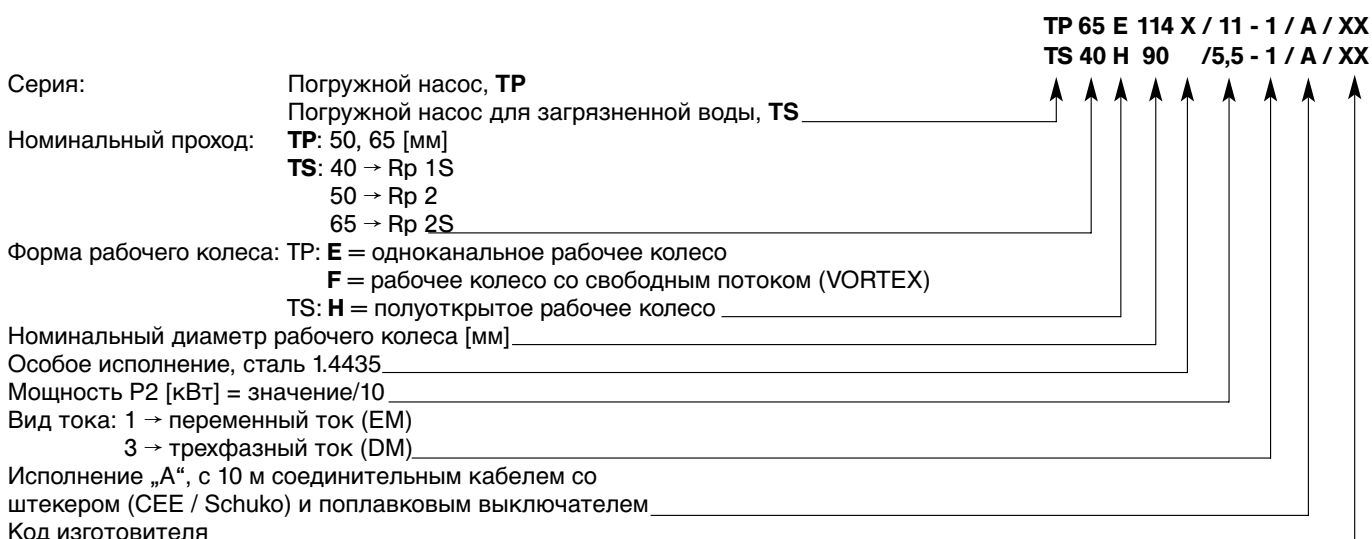 TP 65 E 114 X / 11 - 1 / A / XX
TS 40 H 90 /5,5 - 1 / A / XX
Серия: Погружной насос, TP
Погружной насос для загрязненной воды, TS
Номинальный проход: TP: 50, 65 [мм]
TS: 40 → Rp 1S
50 → Rp 2
65 → Rp 2S
Форма рабочего колеса: TP: E = одноканальное рабочее колесо
F = рабочее колесо со свободным потоком (VORTEX)
TS: H = полуоткрытое рабочее колесо
Номинальный диаметр рабочего колеса [мм]
Особое исполнение, сталь 1.4435
Мощность P2 [кВт] = значение/10
Вид тока: 1 → переменный ток (EM)
3 → трехфазный ток (DM)
Исполнение „A“, с 10 м соединительным кабелем со
штекером (CEE / Schuko) и поплавковым выключателем
Код изготовителя